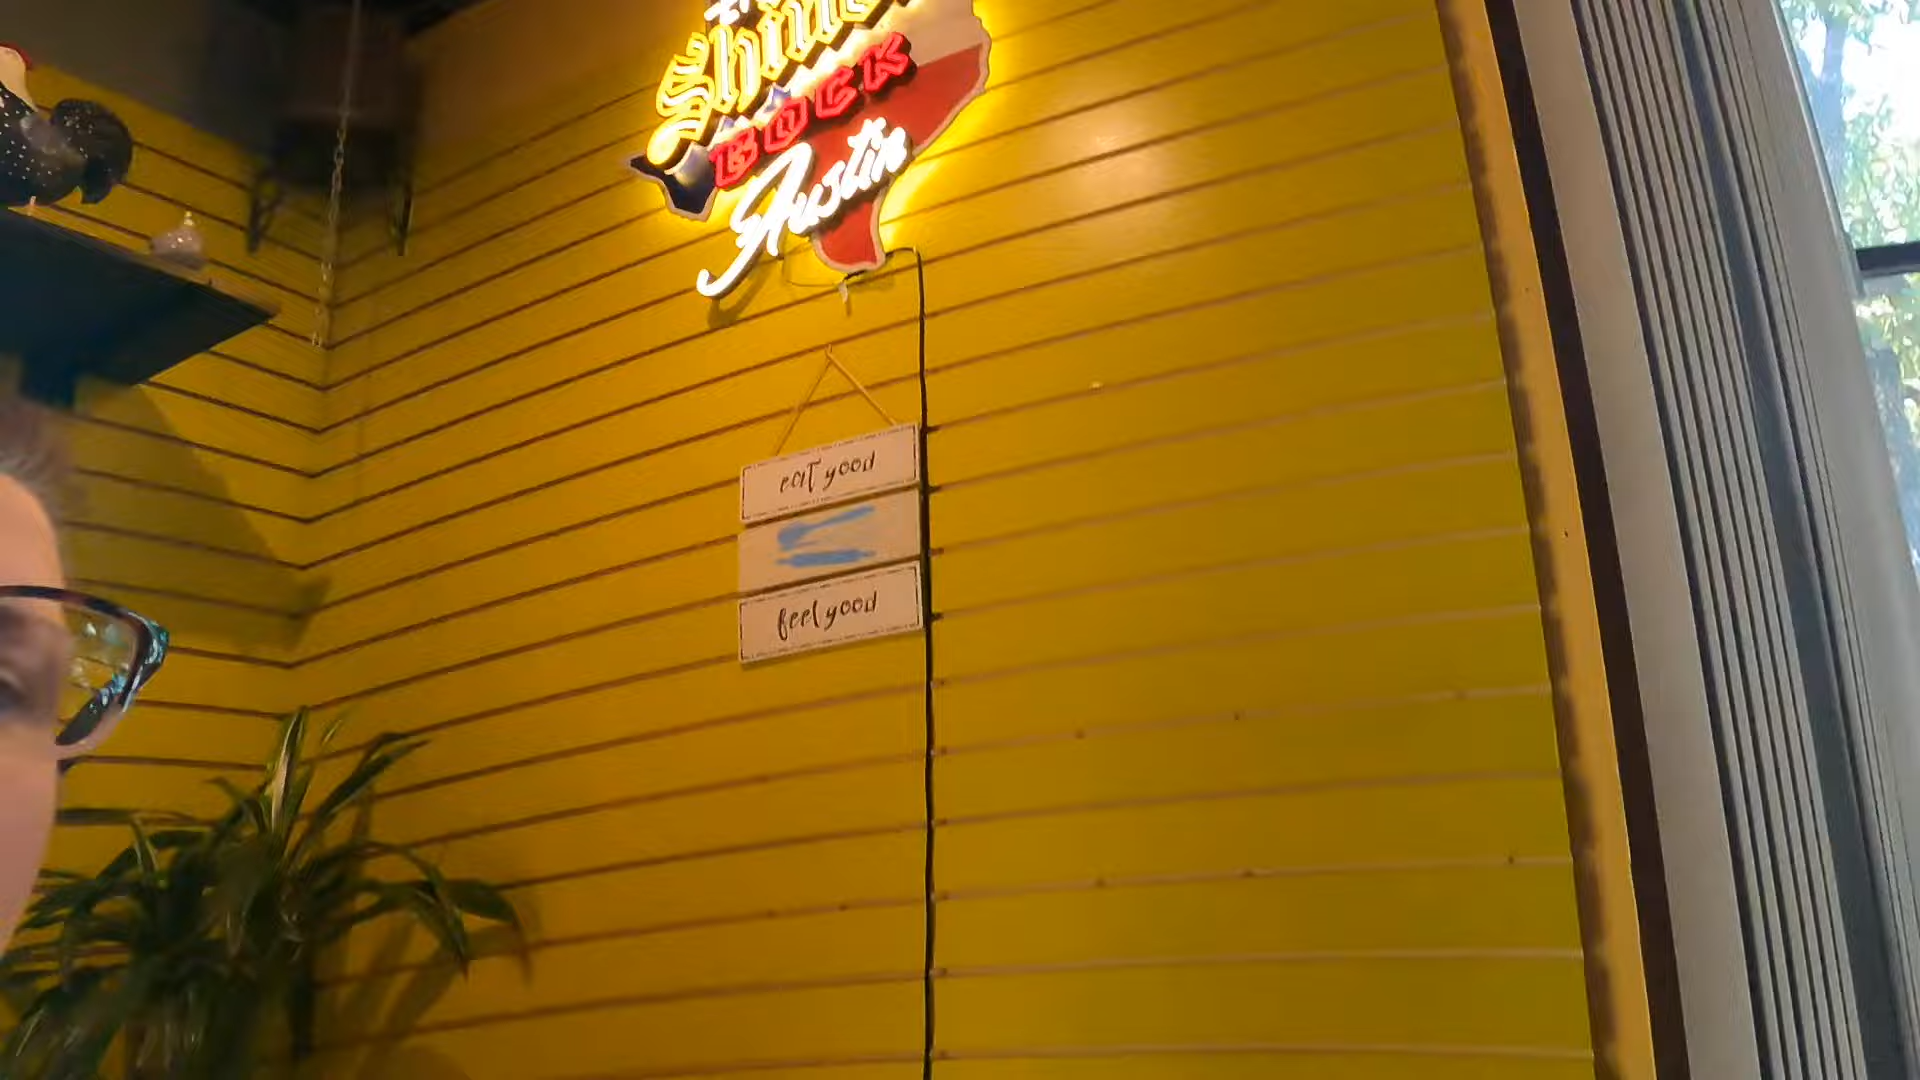 Shiner
BOCK
Austin
eat good
feel good